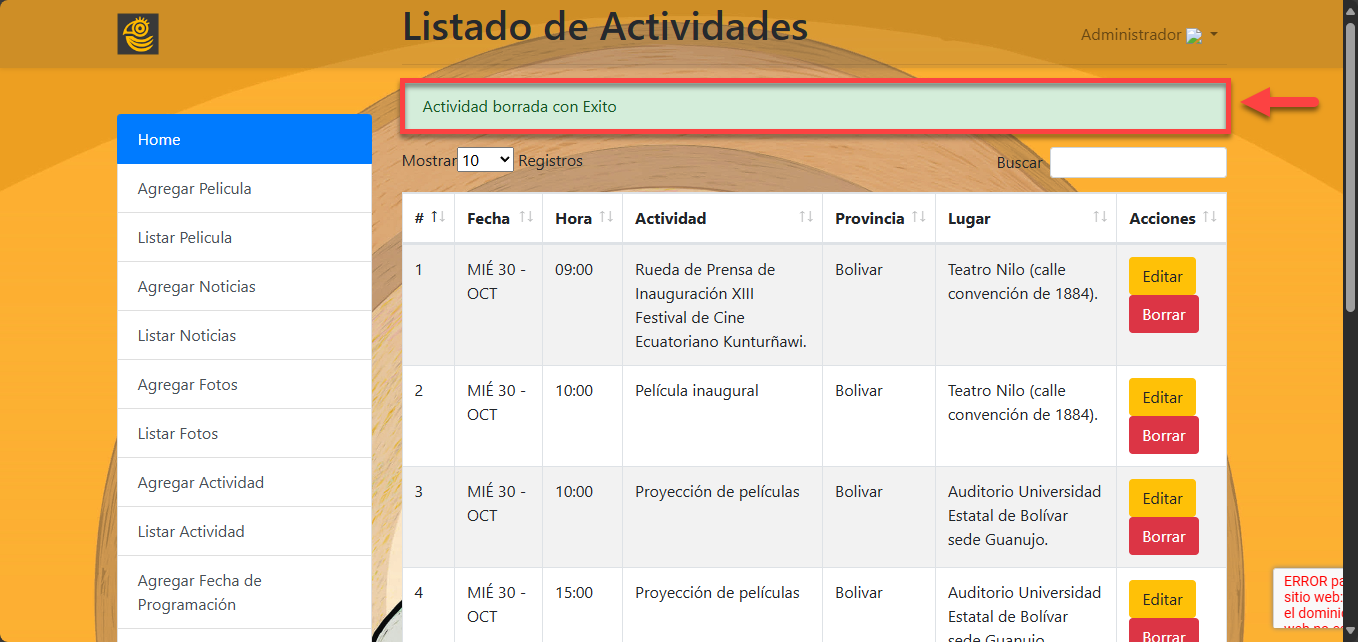 Listado de Actividades
Administrador
Actividad borrada con Exito
Home
Agregar Pelicula
Listar Pelicula
Agregar Noticias
Listar Noticias
Agregar Fotos
Listar Fotos
Agregar Actividad
Listar Actividad
Agregar Fecha de
Programación
Mostrar 10 Registros
Buscar
# Fecha Hora Actividad Provincia Lugar Acciones
1 MIÉ 30 - 09:00 Rueda de Prensa de Bolivar Teatro Nilo (calle Editar
OCT Inauguración XIII convención de 1884). Borrar
Festival de Cine
Ecuatoriano Kunturñawi.
2 MIÉ 30 - 10:00 Película inaugural Bolivar Teatro Nilo (calle Editar
OCT convención de 1884). Borrar
3 MIÉ 30 - 10:00 Proyección de películas Bolivar Auditorio Universidad Editar
OCT Estatal de Bolívar Borrar
sede Guanujo.
4 MIÉ 30 - 15:00 Proyección de películas Bolivar Auditorio Universidad Editar
OCT Estatal de Bolívar Borrar
sede Guanujo.
ERROR pa
sitio web:
el dominio